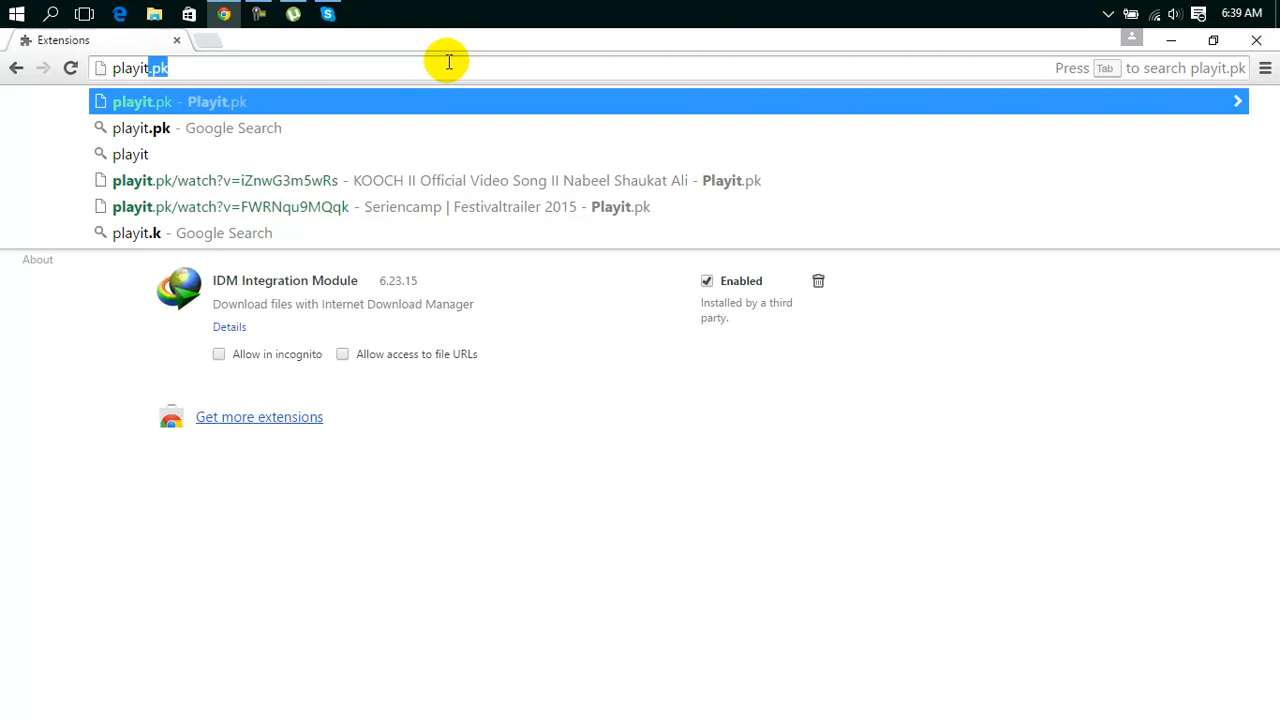 6:39 AM
Extensions
playit.pk
Press Tab to search playit.pk
playit.pk - Playit.pk
playit.pk - Google Search
playit
playit.pk/watch?v=iZnwG3m5wRs - KOOCH II Official Video Song II Nabeel Shaukat Ali - Playit.pk
playit.pk/watch?v=FWRNqu9MQqk - Seriencamp | Festivaltrailer 2015 - Playit.pk
playit.k - Google Search
About
IDM Integration Module 6.23.15
Enabled
Download files with Internet Download Manager
Installed by a third
party.
Details
Allow in incognito
Allow access to file URLs
Get more extensions